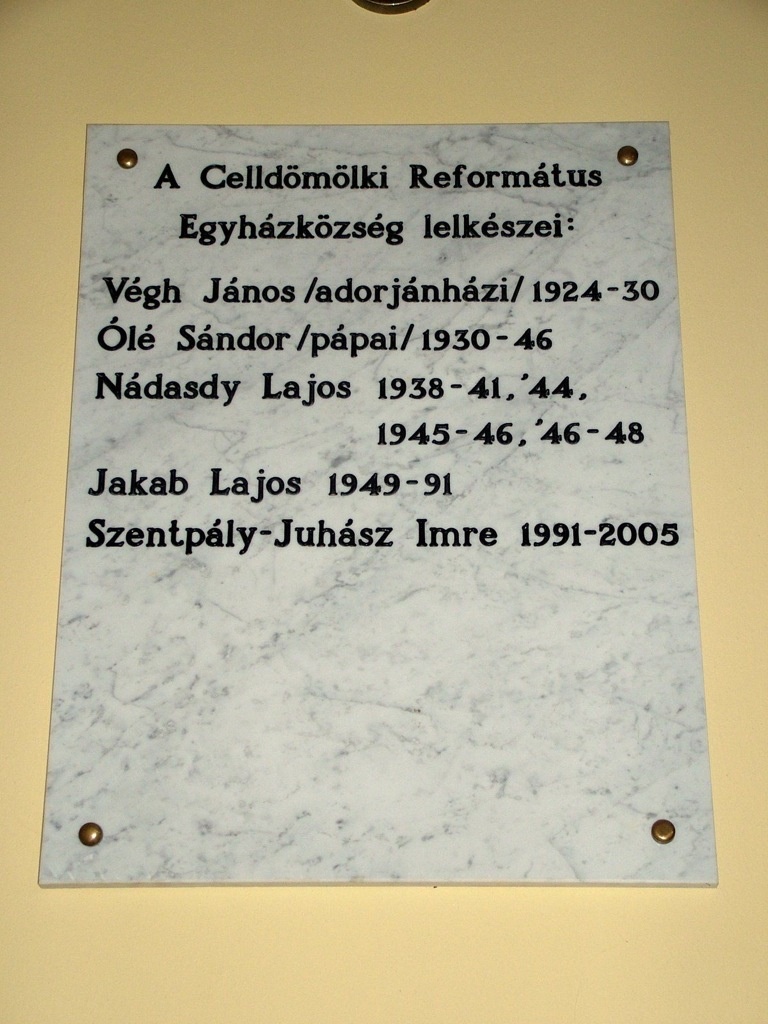 A Celldömölki Református
Egyházközség lelkészei:
Végh János /adorjánházi/ 1924-30
Ólé Sándor /pápai/ 1930-46
Nádasdy Lajos 1938-41, '44,
1945-46, '46-48
Jakab Lajos 1949-91
Szentpály-Juhász Imre 1991-2005